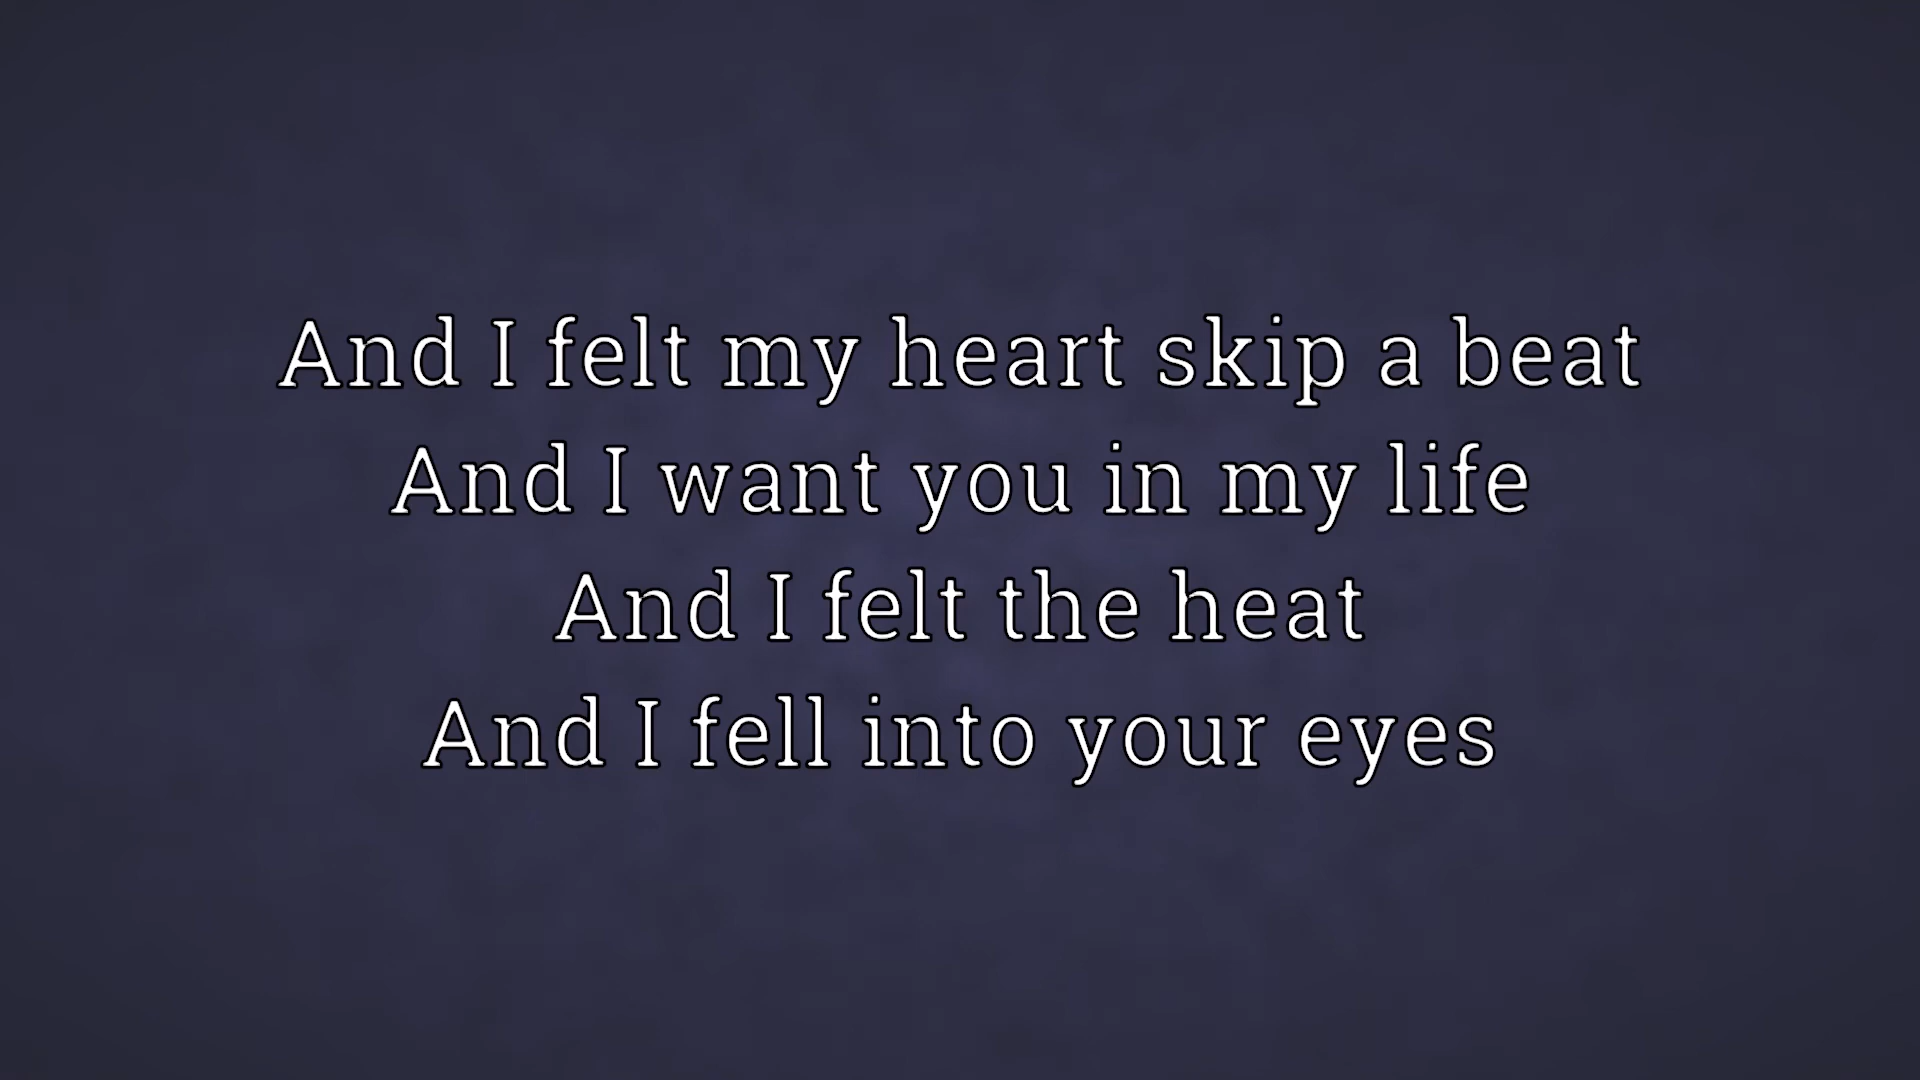 And I felt my heart skip a beat
And I want you in my life
And I felt the heat
And I fell into your eyes